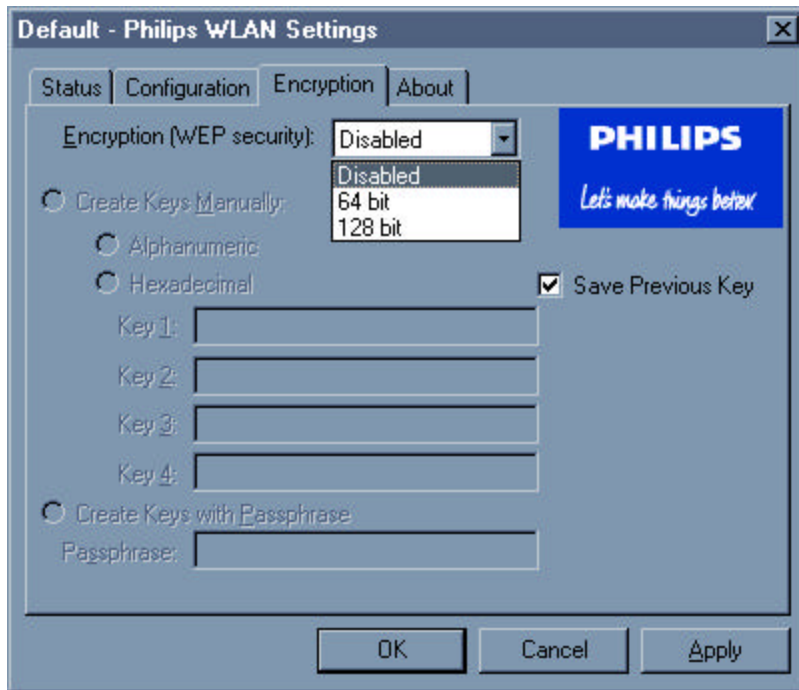 Default - Philips WLAN Settings
Status Configuration Encryption About
Encryption (WEP security): Disabled
PHILIPS
Let's make things better.
Disabled
64 bit
128 bit
Create Keys Manually:
Alphanumeric
Hexadecimal
Save Previous Key
Key 1:
Key 2:
Key 3:
Key 4:
Create Keys with Passphrase
Passphrase:
OK Cancel Apply